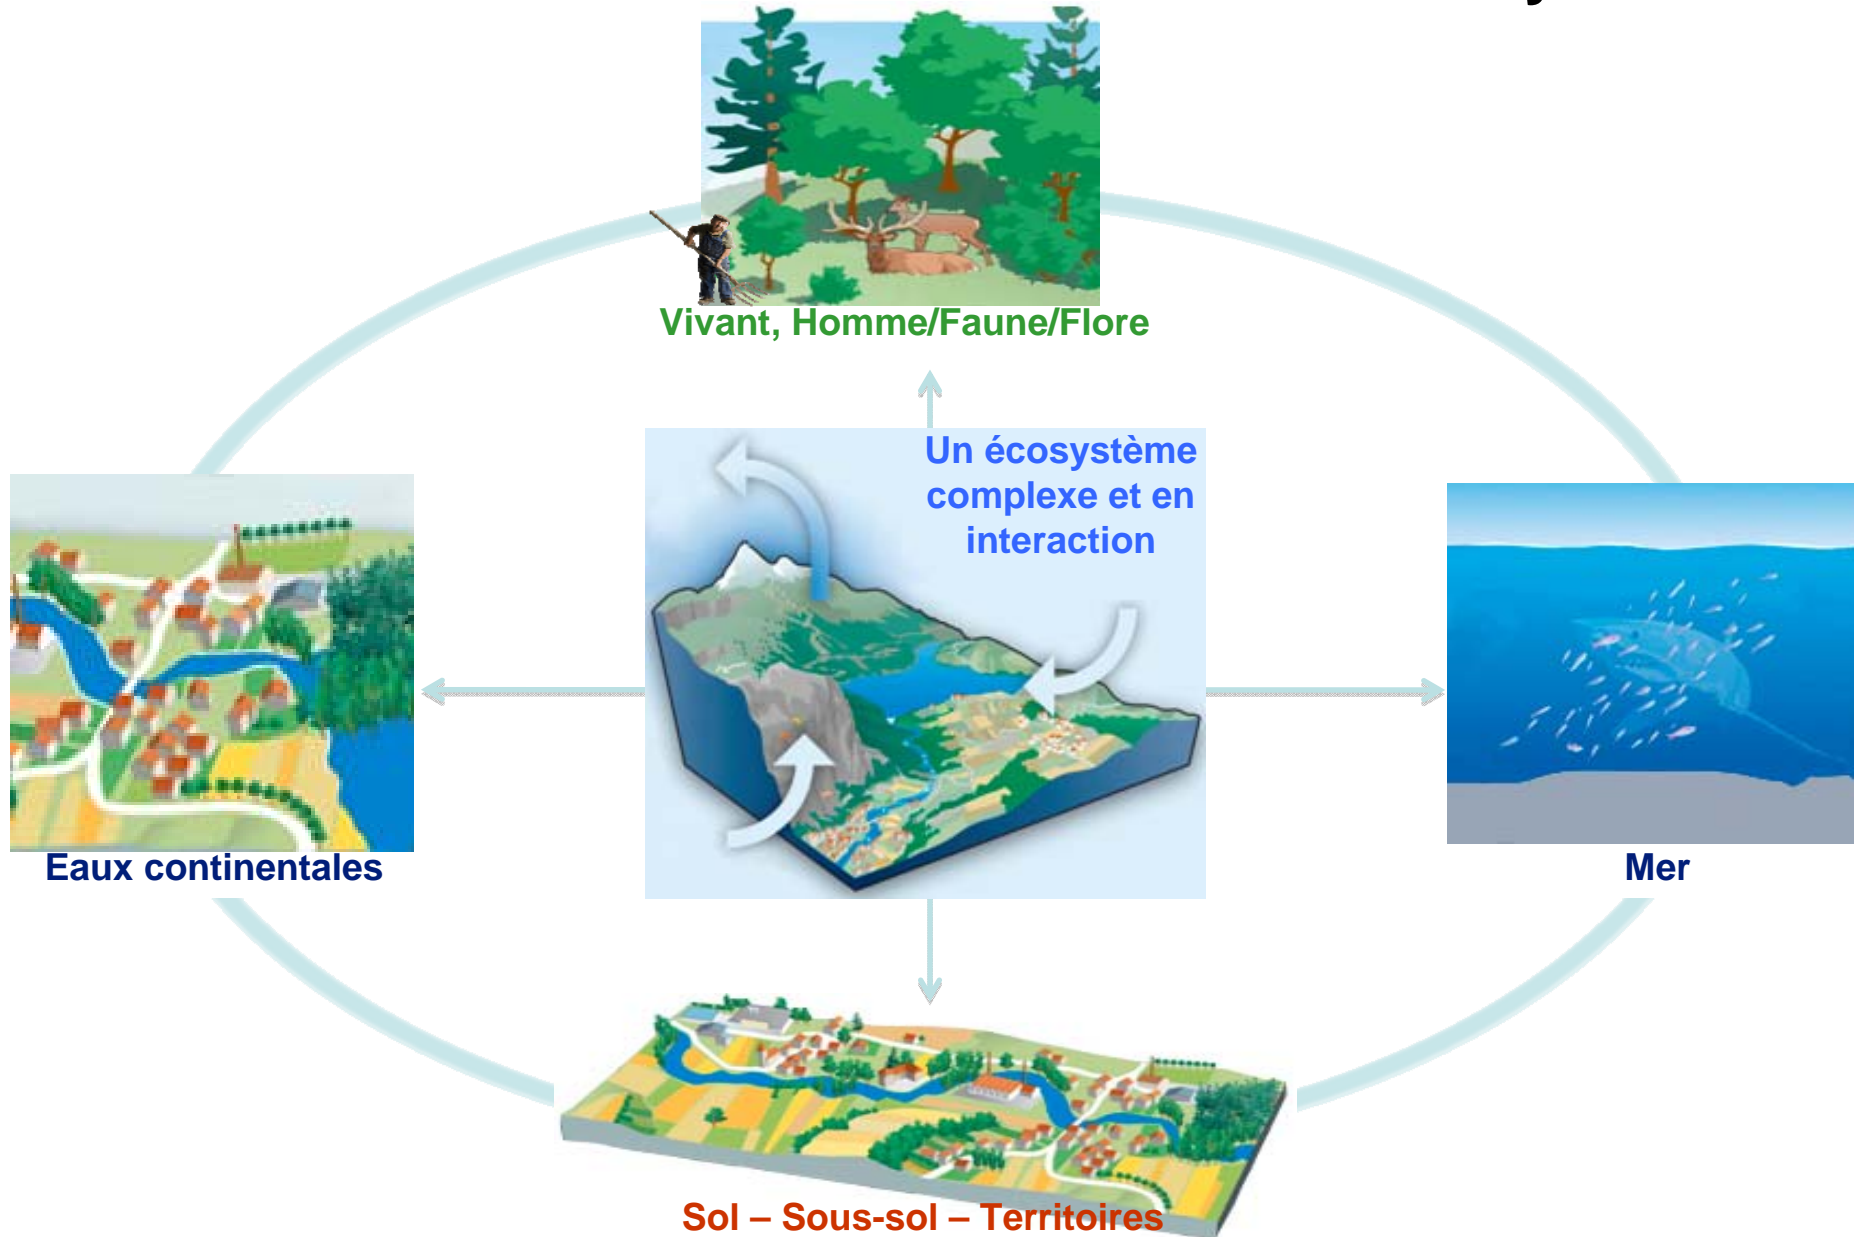 Vivant, Homme/Faune/Flore
Un écosystème
complexe et en
interaction
Eaux continentales
Mer
Sol – Sous-sol – Territoires